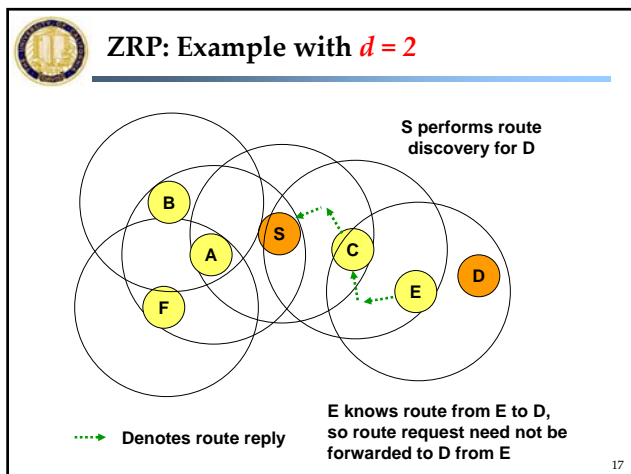 ZRP: Example with d = 2
S performs route
discovery for D
B
S
A
C
D
E
F
E knows route from E to D,
so route request need not be
forwarded to D from E
Denotes route reply
17